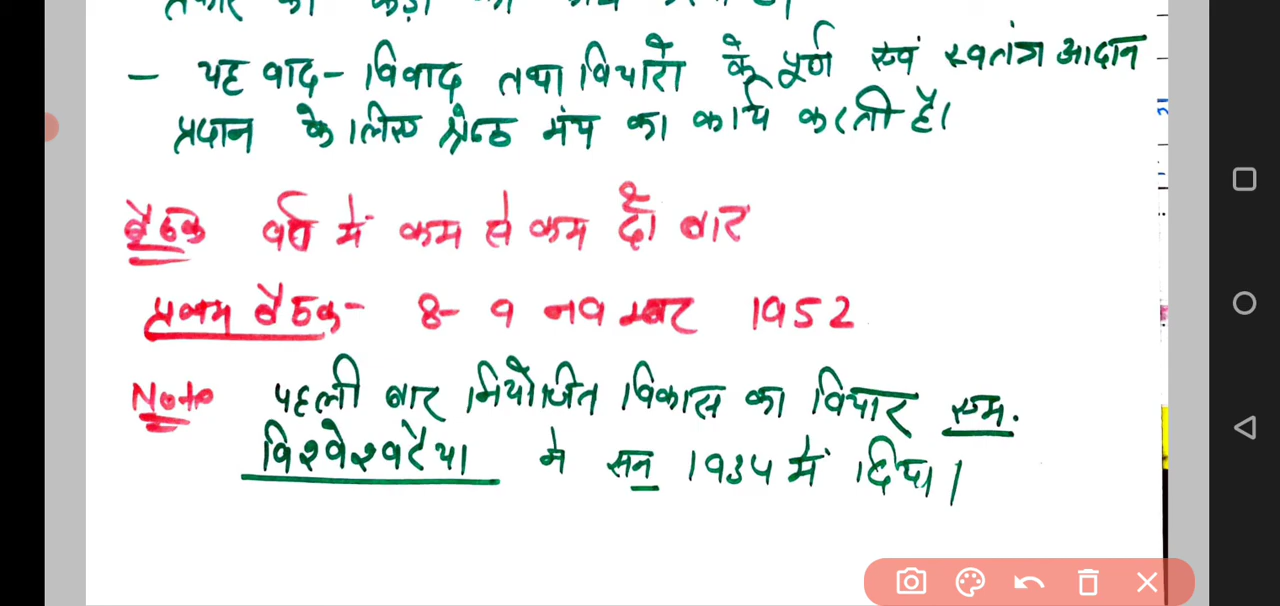 – यह वाद-विवाद तथा विचारो के पूर्ण एवं स्वतंत्र आदान
प्रदान के लिए श्रेष्ठ मंच का कार्य करती है।
बैठके वर्ष में कम से कम दो बार
प्रथम बैठक- 8-9 नवम्बर 1952
Note पहली बार नियोजित विकास का विचार एम.
विश्वेश्वरैया ने सन 1934 में दिया।